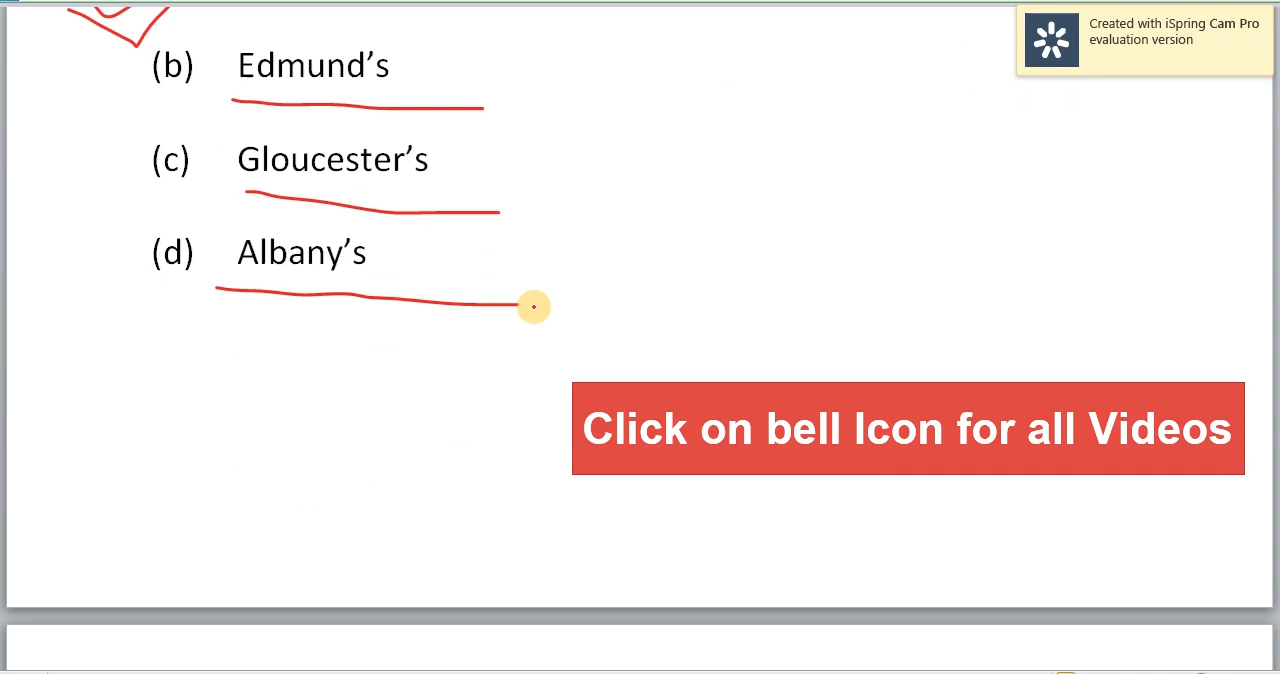 Created with iSpring Cam Pro
evaluation version
(b) Edmund’s
(c) Gloucester’s
(d) Albany’s
Click on bell Icon for all Videos